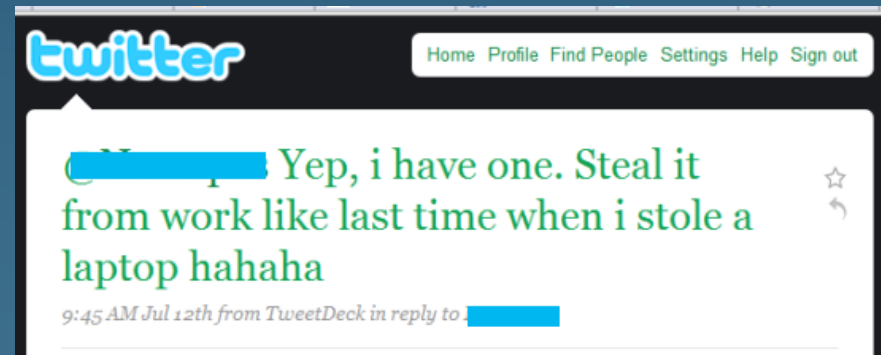 twitter
Home Profile Find People Settings Help Sign out
Yep, i have one. Steal it
from work like last time when i stole a
laptop hahaha
9:45 AM Jul 12th from TweetDeck in reply to